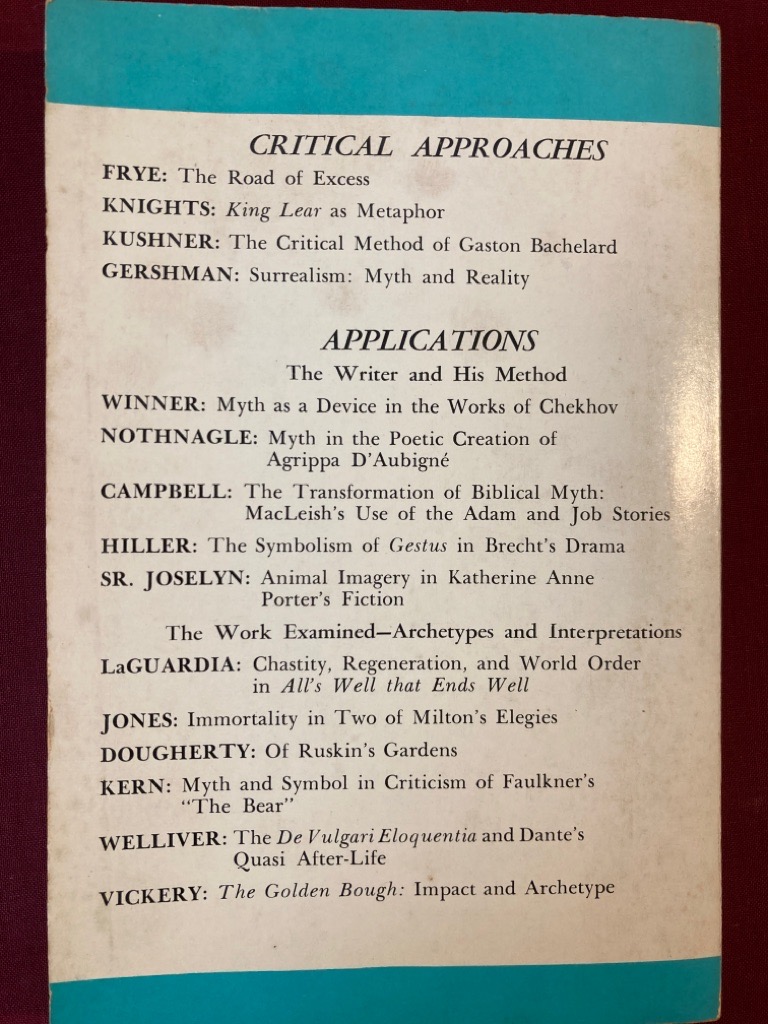 CRITICAL APPROACHES
FRYE: The Road of Excess
KNIGHTS: King Lear as Metaphor
KUSHNER: The Critical Method of Gaston Bachelard
GERSHMAN: Surrealism: Myth and Reality
APPLICATIONS
The Writer and His Method
WINNER: Myth as a Device in the Works of Chekhov
NOTHNAGLE: Myth in the Poetic Creation of
Agrippa D'Aubigné
CAMPBELL: The Transformation of Biblical Myth:
MacLeish's Use of the Adam and Job Stories
HILLER: The Symbolism of Gestus in Brecht's Drama
SR. JOSELYN: Animal Imagery in Katherine Anne
Porter's Fiction
The Work Examined—Archetypes and Interpretations
LaGUARDIA: Chastity, Regeneration, and World Order
in All's Well that Ends Well
JONES: Immortality in Two of Milton's Elegies
DOUGHERTY: Of Ruskin's Gardens
KERN: Myth and Symbol in Criticism of Faulkner's
"The Bear"
WELLIVER: The De Vulgari Eloquentia and Dante's
Quasi After-Life
VICKERY: The Golden Bough: Impact and Archetype